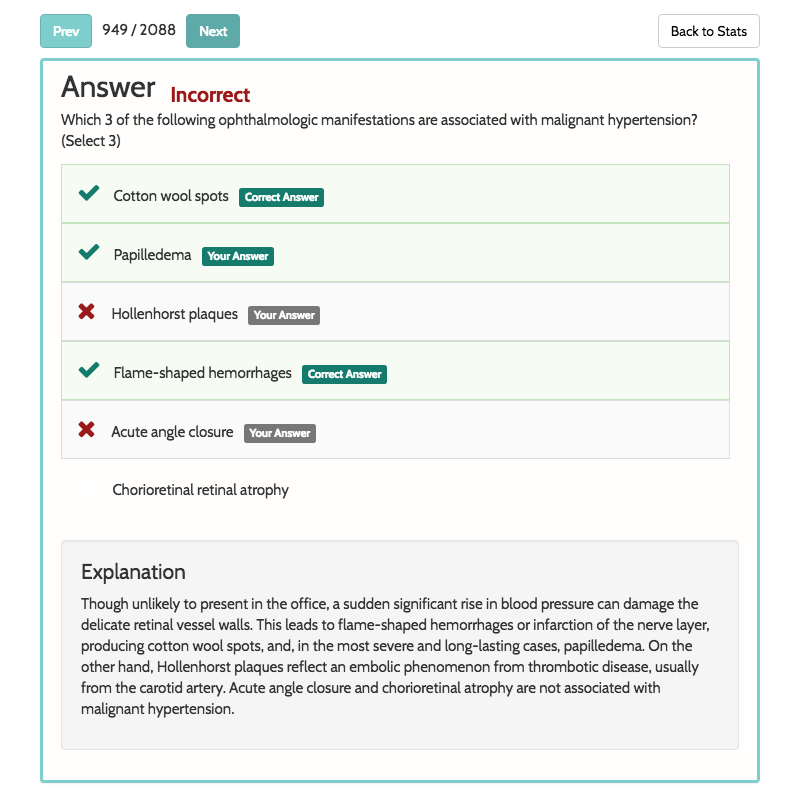 Prev 949 / 2088 Next Back to Stats
Answer Incorrect
Which 3 of the following ophthalmologic manifestations are associated with malignant hypertension?
(Select 3)
Cotton wool spots Correct Answer
Papilledema Your Answer
Hollenhorst plaques Your Answer
Flame-shaped hemorrhages Correct Answer
Acute angle closure Your Answer
Chorioretinal retinal atrophy
Explanation
Though unlikely to present in the office, a sudden significant rise in blood pressure can damage the
delicate retinal vessel walls. This leads to flame-shaped hemorrhages or infarction of the nerve layer,
producing cotton wool spots, and, in the most severe and long-lasting cases, papilledema. On the
other hand, Hollenhorst plaques reflect an embolic phenomenon from thrombotic disease, usually
from the carotid artery. Acute angle closure and chorioretinal atrophy are not associated with
malignant hypertension.